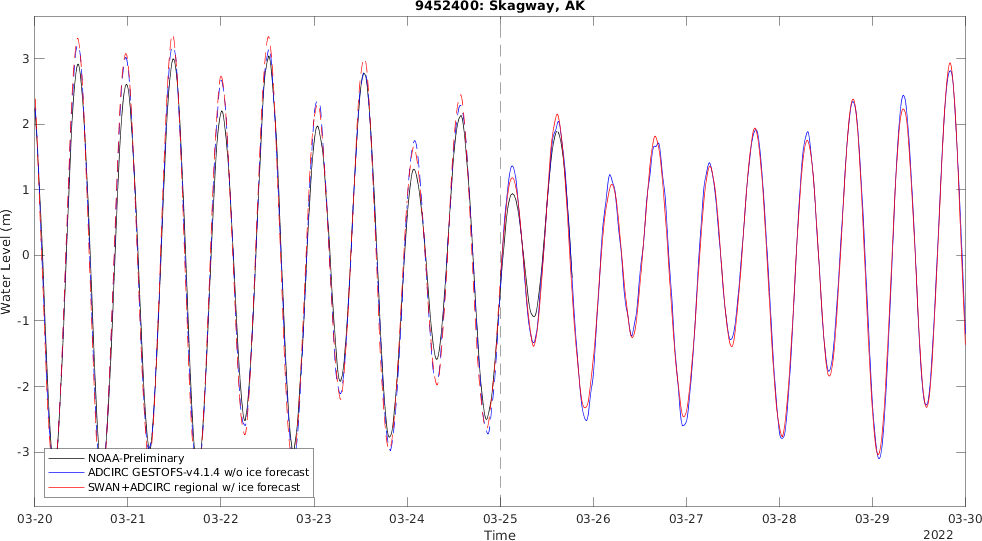 9452400: Skagway, AK
Water Level (m)
3
2
1
0
-1
-2
-3
NOAA-Preliminary
ADCIRC GESTOFS-v4.1.4 w/o ice forecast
SWAN+ADCIRC regional w/ ice forecast
03-20 03-21 03-22 03-23 03-24 03-25 03-26 03-27 03-28 03-29 03-30
Time
2022